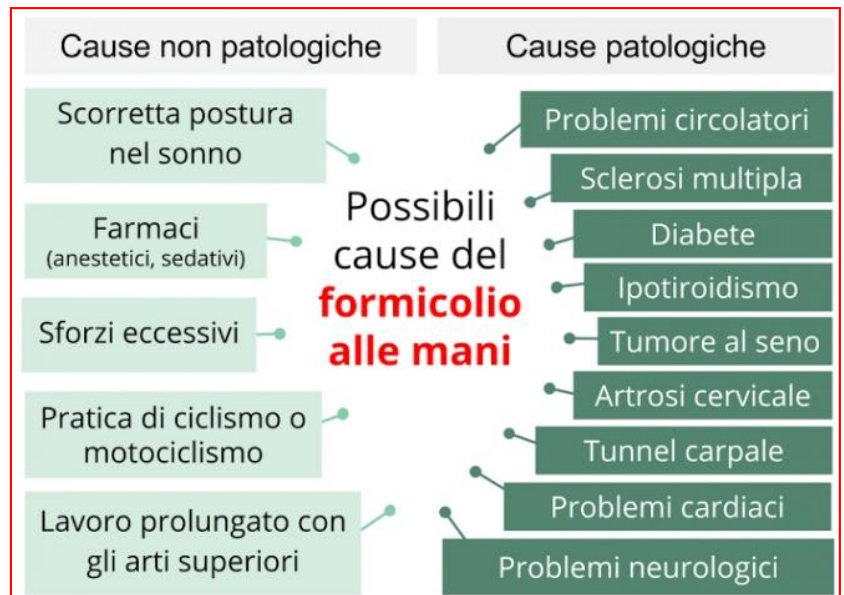 Cause non patologiche
Cause patologiche
Scorretta postura
nel sonno
Farmaci
(anestetici, sedativi)
Sforzi eccessivi
Pratica di ciclismo o
motociclismo
Lavoro prolungato con
gli arti superiori
Possibili
cause del
formicolio
alle mani
Problemi circolatori
Sclerosi multipla
Diabete
Ipotiroidismo
Tumore al seno
Artrosi cervicale
Tunnel carpale
Problemi cardiaci
Problemi neurologici